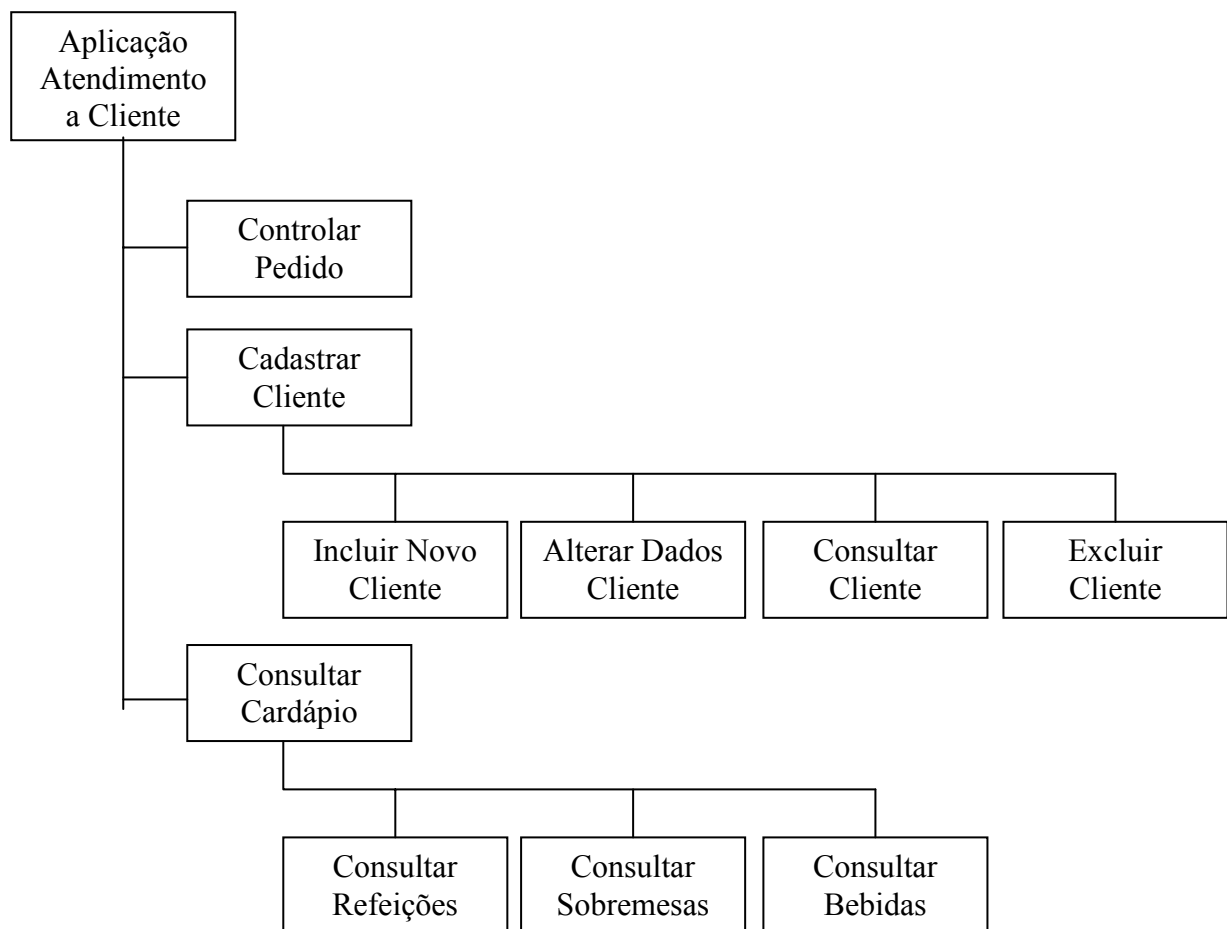 Aplicação
Atendimento
a Cliente
Controlar
Pedido
Cadastrar
Cliente
Incluir Novo
Cliente
Alterar Dados
Cliente
Consultar
Cliente
Excluir
Cliente
Consultar
Cardápio
Consultar
Refeições
Consultar
Sobremesas
Consultar
Bebidas